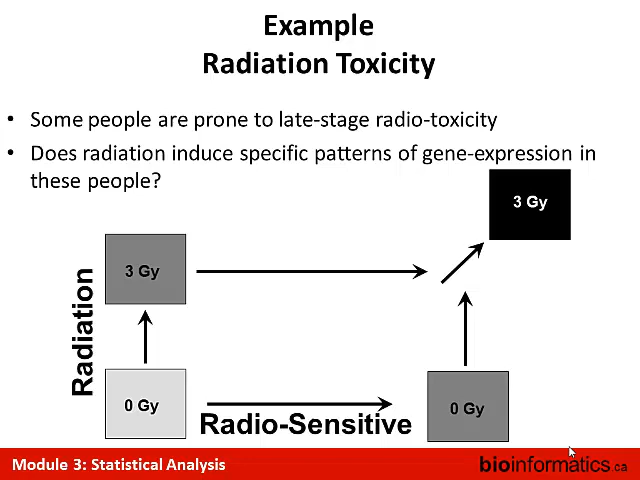 Example
Radiation Toxicity
• Some people are prone to late-stage radio-toxicity
• Does radiation induce specific patterns of gene-expression in
these people?
3 Gy
3 Gy
Radiation
0 Gy
Radio-Sensitive
0 Gy
Module 3: Statistical Analysis
bioinformatics.ca